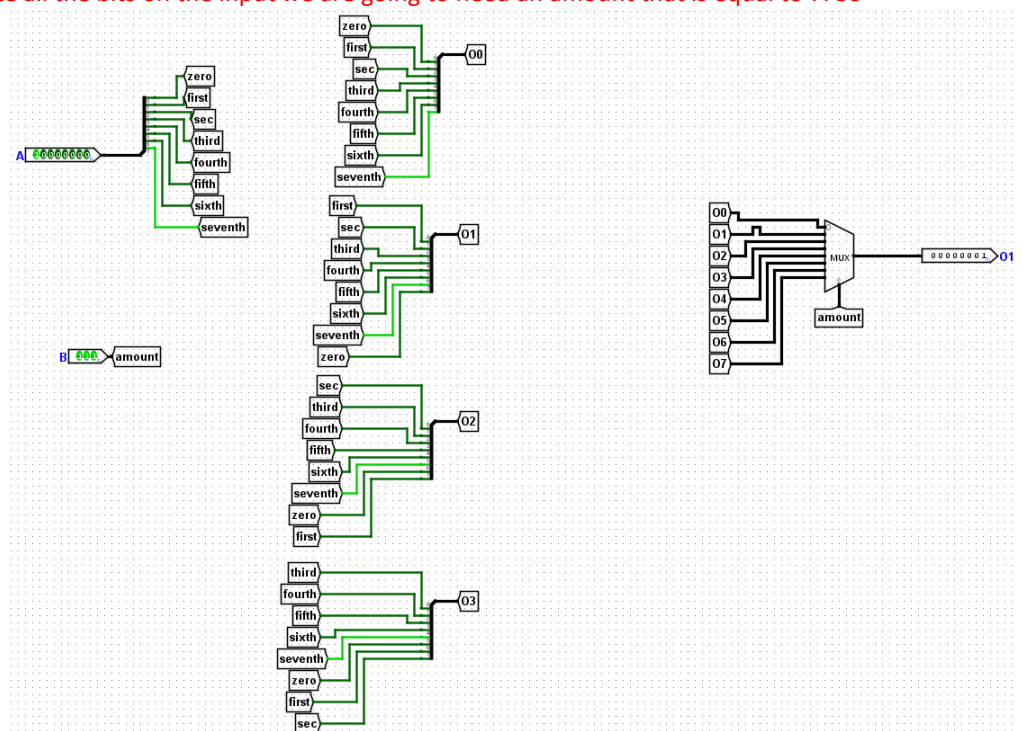 all the bits on the input we are going to need an amount that is equal to
zero
first
sec
third
fourth
fifth
sixth
seventh
A
zero
first
sec
third
fourth
fifth
sixth
seventh
O0
first
sec
third
fourth
fifth
sixth
seventh
zero
O1
B
amount
sec
third
fourth
fifth
sixth
seventh
zero
first
O2
third
fourth
fifth
sixth
seventh
zero
first
sec
O3
O0
O1
O2
O3
O4
O5
O6
O7
MUX
amount
00000001
O1